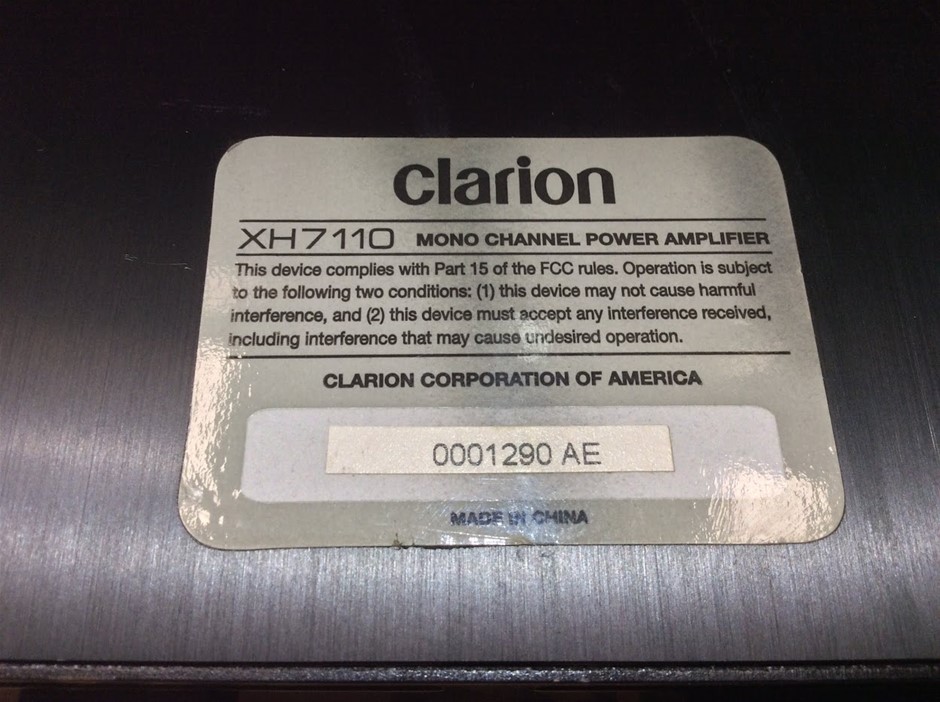 clarion
XH7110 MONO CHANNEL POWER AMPLIFIER
This device complies with Part 15 of the FCC rules. Operation is subject
to the following two conditions: (1) this device may not cause harmful
interference, and (2) this device must accept any interference received,
including interference that may cause undesired operation.
CLARION CORPORATION OF AMERICA
0001290 AE
MADE IN CHINA